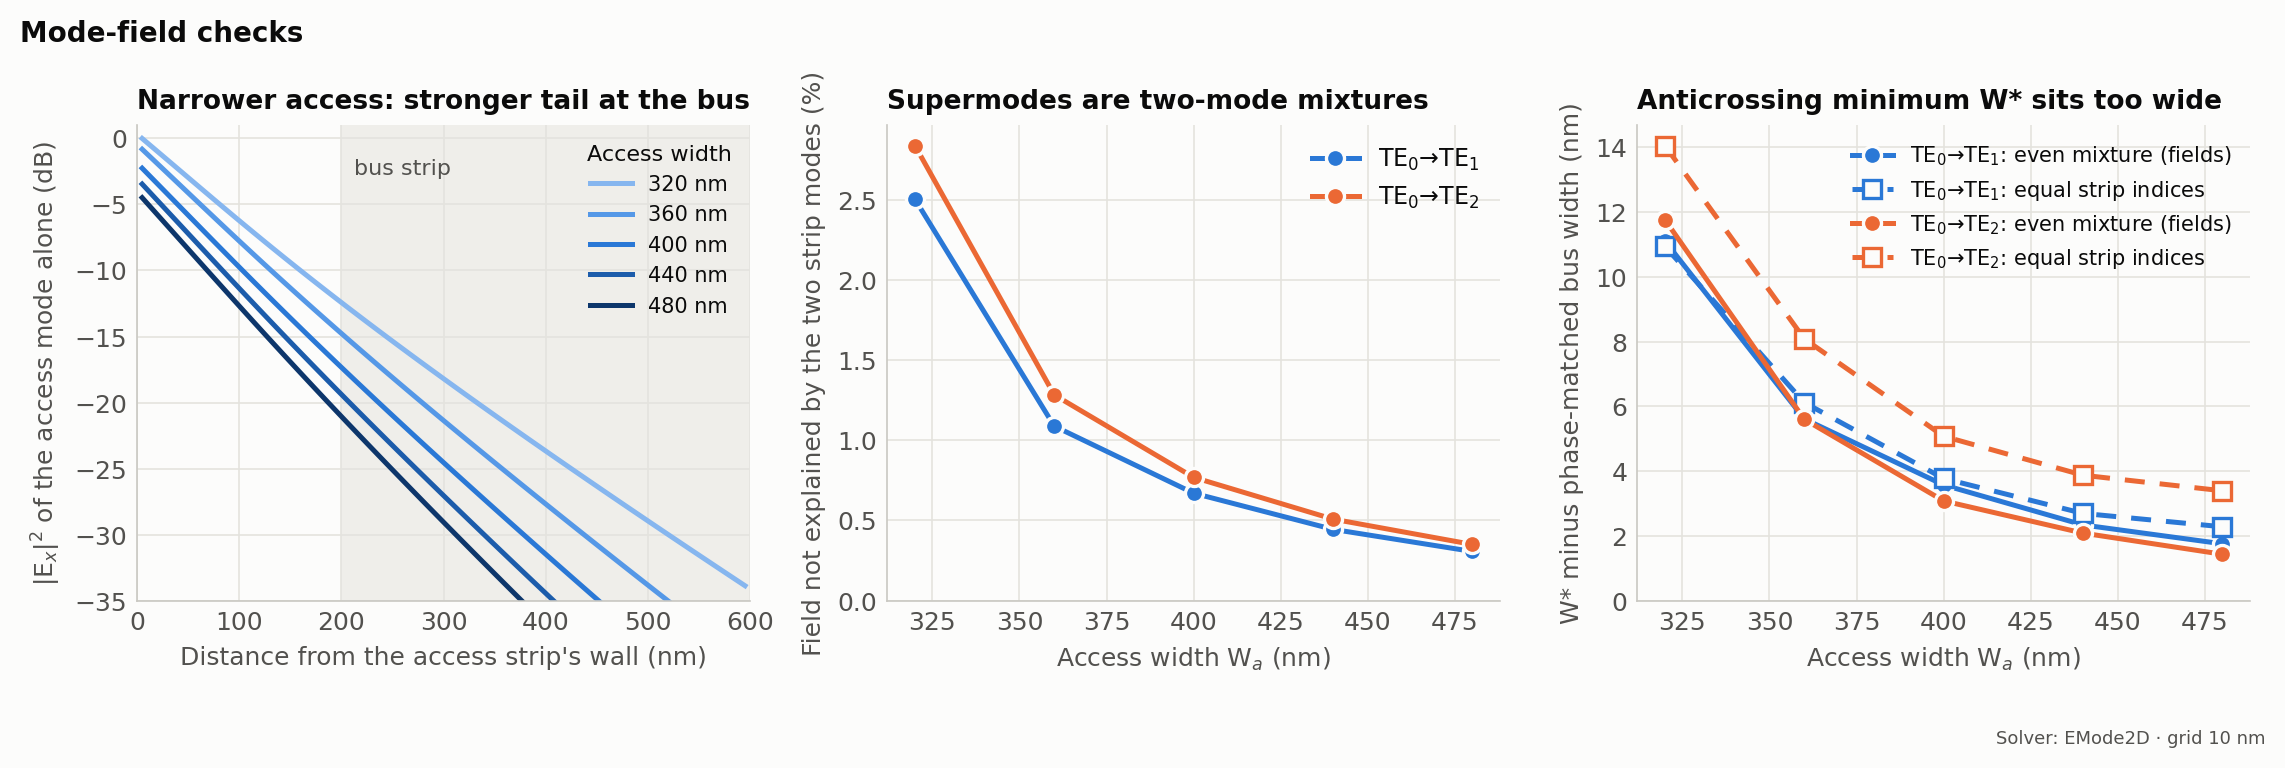 Mode-field checks
Narrower access: stronger tail at the bus
|Eₓ|² of the access mode alone (dB)
0
−5
−10
−15
−20
−25
−30
−35
bus strip
Access width
320 nm
360 nm
400 nm
440 nm
480 nm
0 100 200 300 400 500 600
Distance from the access strip's wall (nm)
Supermodes are two-mode mixtures
Field not explained by the two strip modes (%)
2.5
2.0
1.5
1.0
0.5
0.0
TE₀→TE₁
TE₀→TE₂
325 350 375 400 425 450 475
Access width Wₐ (nm)
Anticrossing minimum W* sits too wide
W* minus phase-matched bus width (nm)
14
12
10
8
6
4
2
0
TE₀→TE₁: even mixture (fields)
TE₀→TE₁: equal strip indices
TE₀→TE₂: even mixture (fields)
TE₀→TE₂: equal strip indices
325 350 375 400 425 450 475
Access width Wₐ (nm)
Solver: EMode2D · grid 10 nm